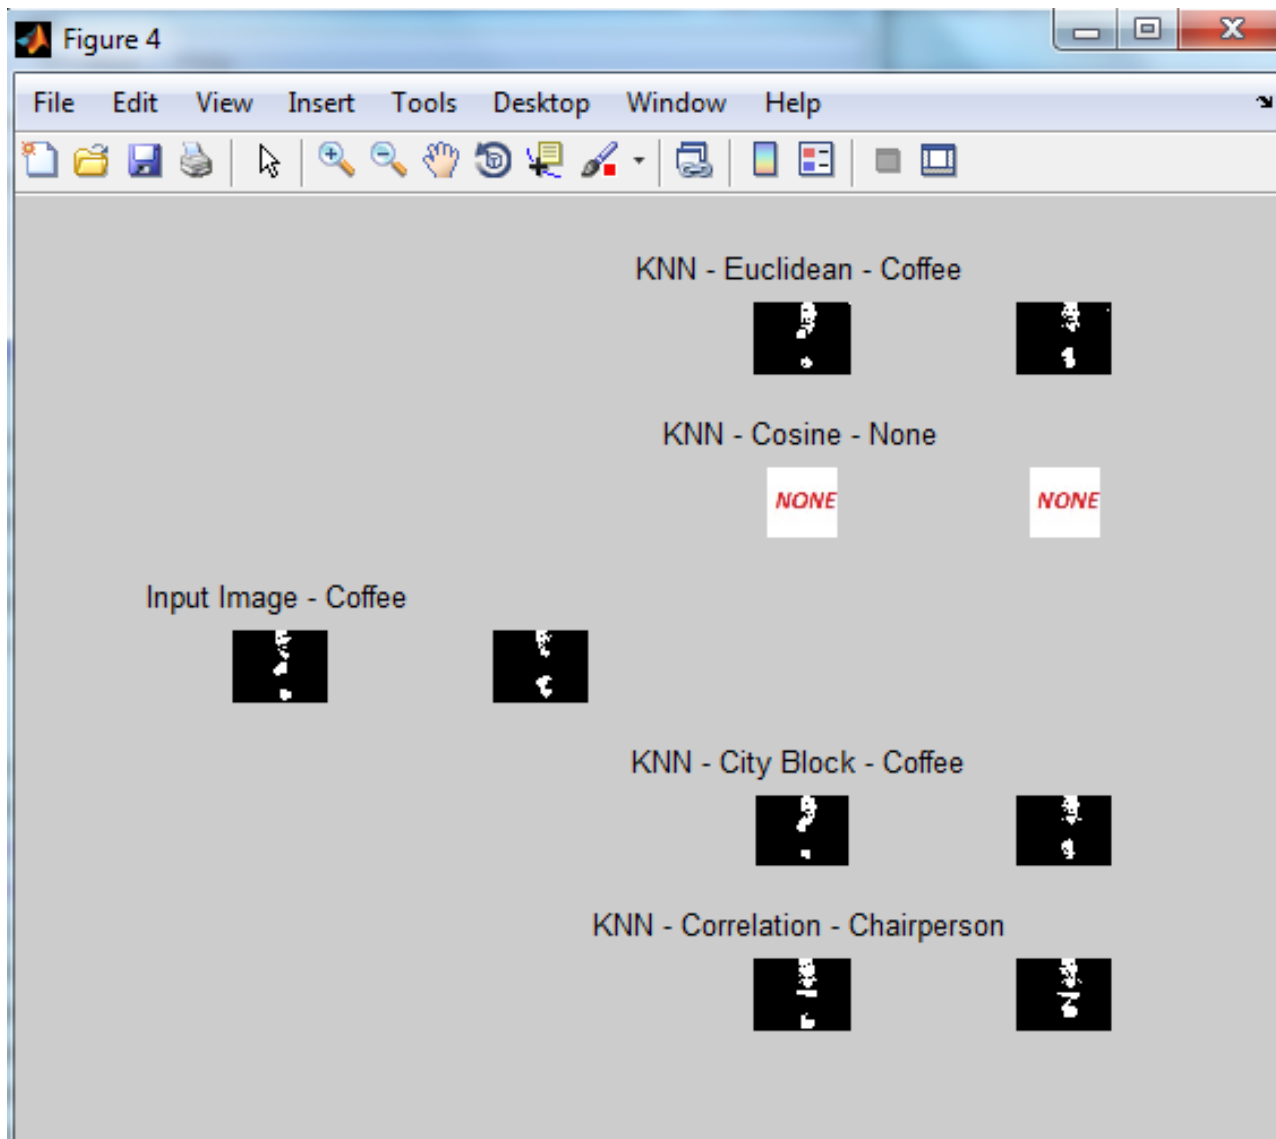 Figure 4
File Edit View Insert Tools Desktop Window Help
KNN - Euclidean - Coffee
KNN - Cosine - None
NONE NONE
Input Image - Coffee
KNN - City Block - Coffee
KNN - Correlation - Chairperson